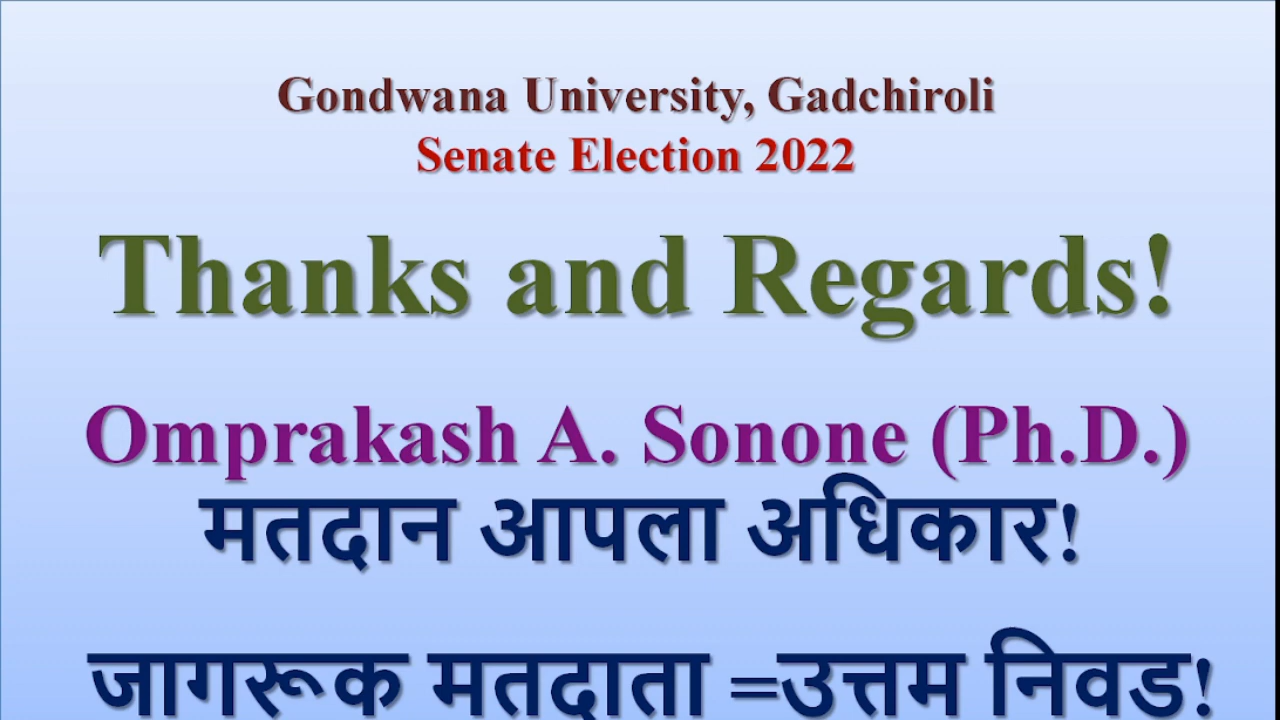 Gondwana University, Gadchiroli
Senate Election 2022
Thanks and Regards!
Omprakash A. Sonone (Ph.D.)
मतदान आपला अधिकार!
जागरूक मतदाता =उत्तम निवड!